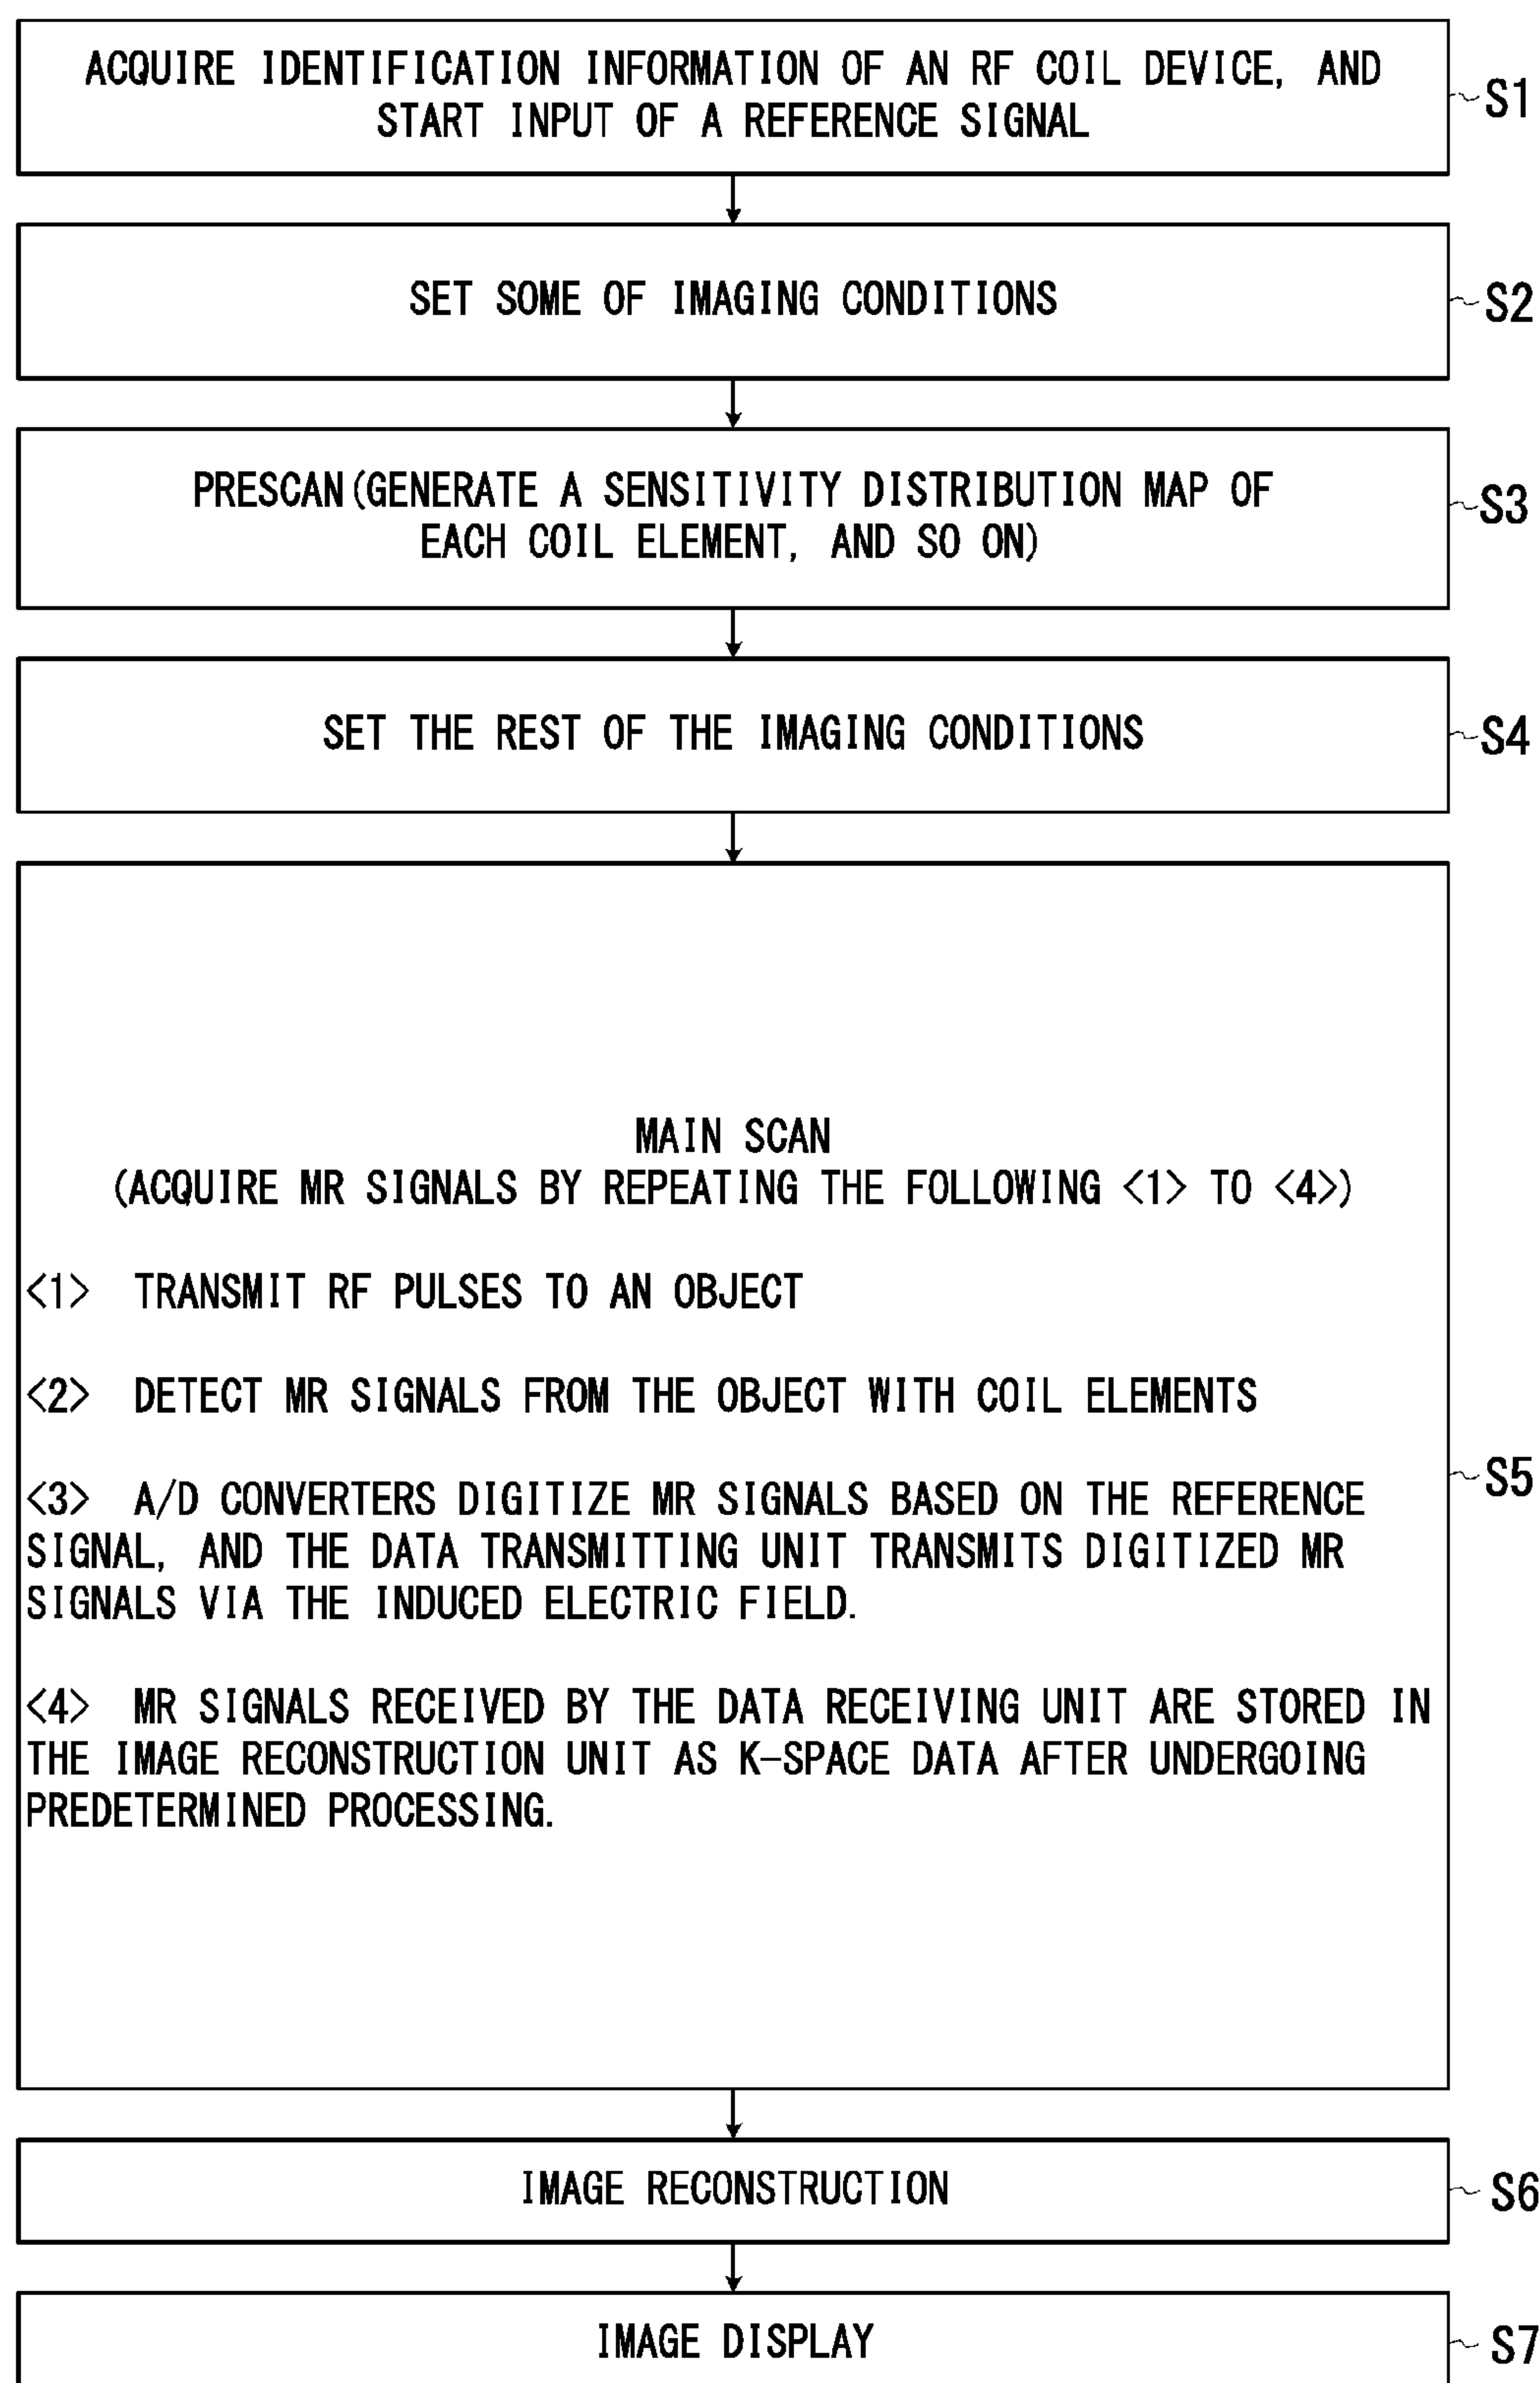 ACQUIRE IDENTIFICATION INFORMATION OF AN RF COIL DEVICE, AND
START INPUT OF A REFERENCE SIGNAL
S1
SET SOME OF IMAGING CONDITIONS
S2
PRESCAN(GENERATE A SENSITIVITY DISTRIBUTION MAP OF
EACH COIL ELEMENT, AND SO ON)
S3
SET THE REST OF THE IMAGING CONDITIONS
S4
MAIN SCAN
(ACQUIRE MR SIGNALS BY REPEATING THE FOLLOWING <1> TO <4>)
<1> TRANSMIT RF PULSES TO AN OBJECT
<2> DETECT MR SIGNALS FROM THE OBJECT WITH COIL ELEMENTS
<3> A/D CONVERTERS DIGITIZE MR SIGNALS BASED ON THE REFERENCE
SIGNAL, AND THE DATA TRANSMITTING UNIT TRANSMITS DIGITIZED MR
SIGNALS VIA THE INDUCED ELECTRIC FIELD.
<4> MR SIGNALS RECEIVED BY THE DATA RECEIVING UNIT ARE STORED IN
THE IMAGE RECONSTRUCTION UNIT AS K-SPACE DATA AFTER UNDERGOING
PREDETERMINED PROCESSING.
S5
IMAGE RECONSTRUCTION
S6
IMAGE DISPLAY
S7